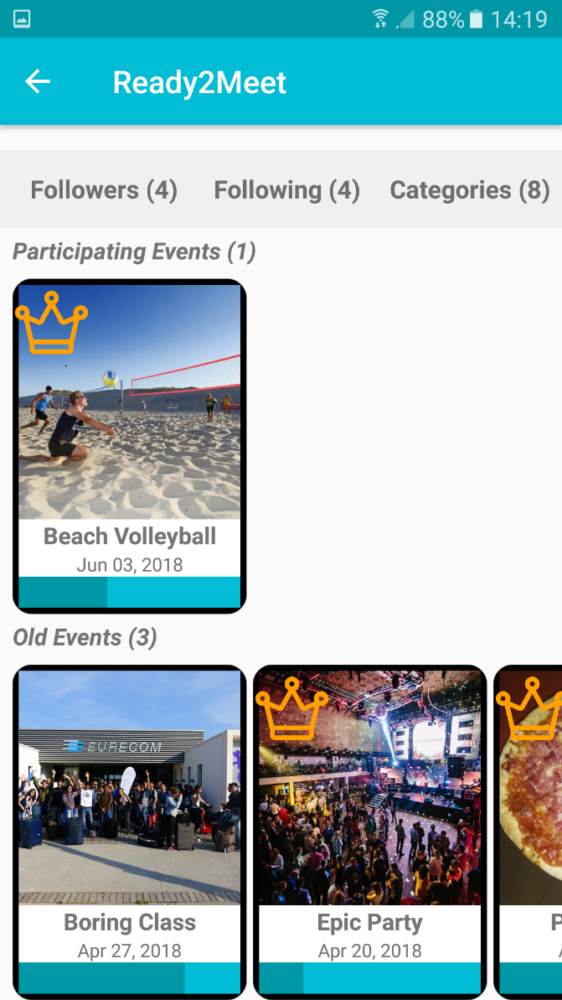 88% 14:19
Ready2Meet
Followers (4) Following (4) Categories (8)
Participating Events (1)
Beach Volleyball
Jun 03, 2018
Old Events (3)
EURECOM
Boring Class
Apr 27, 2018
Epic Party
Apr 20, 2018
P